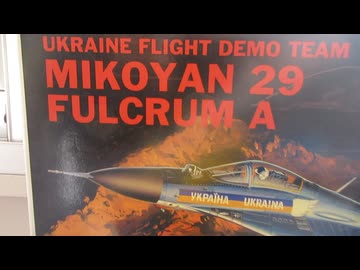 UKRAINE FLIGHT DEMO TEAM
MIKOYAN 29
FULCRUM A
УКРАЇНА UKRAINA